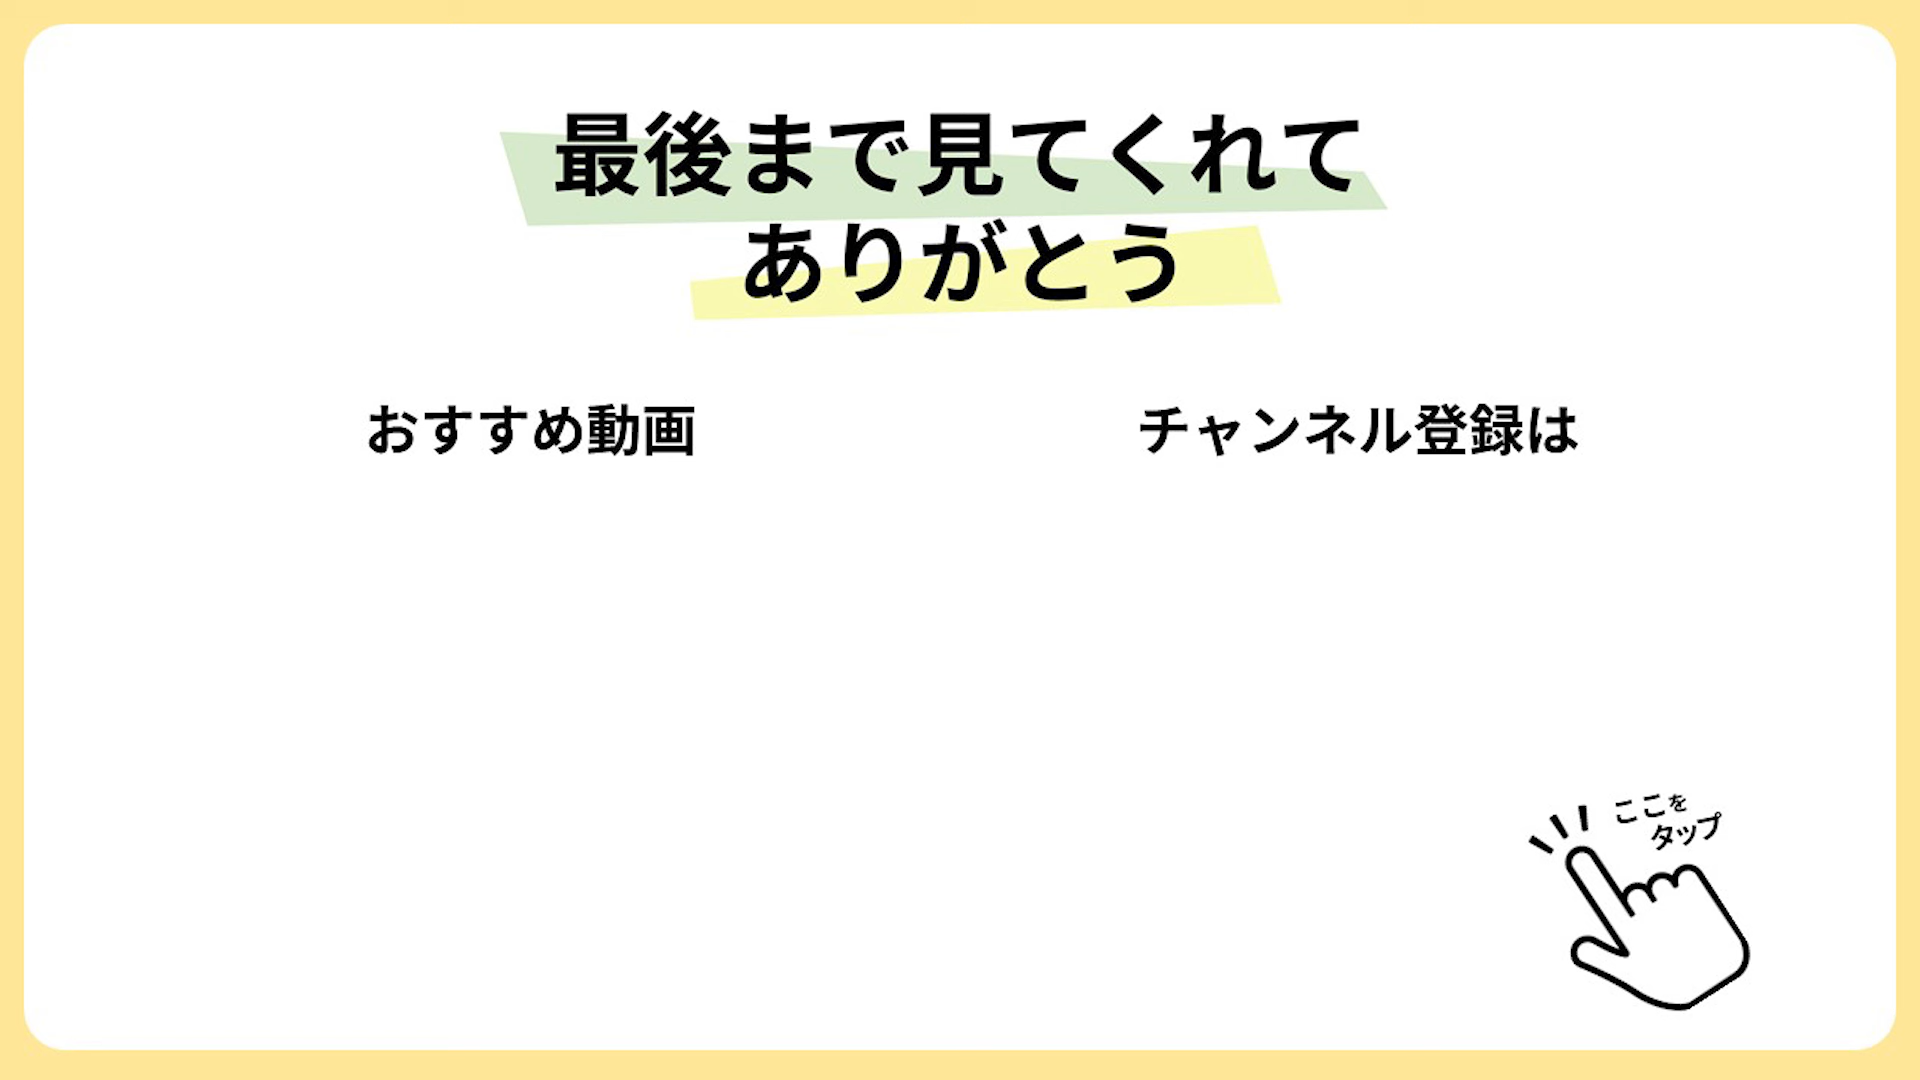 最後まで見てくれて
ありがとう
おすすめ動画
チャンネル登録は
ここを
タップ